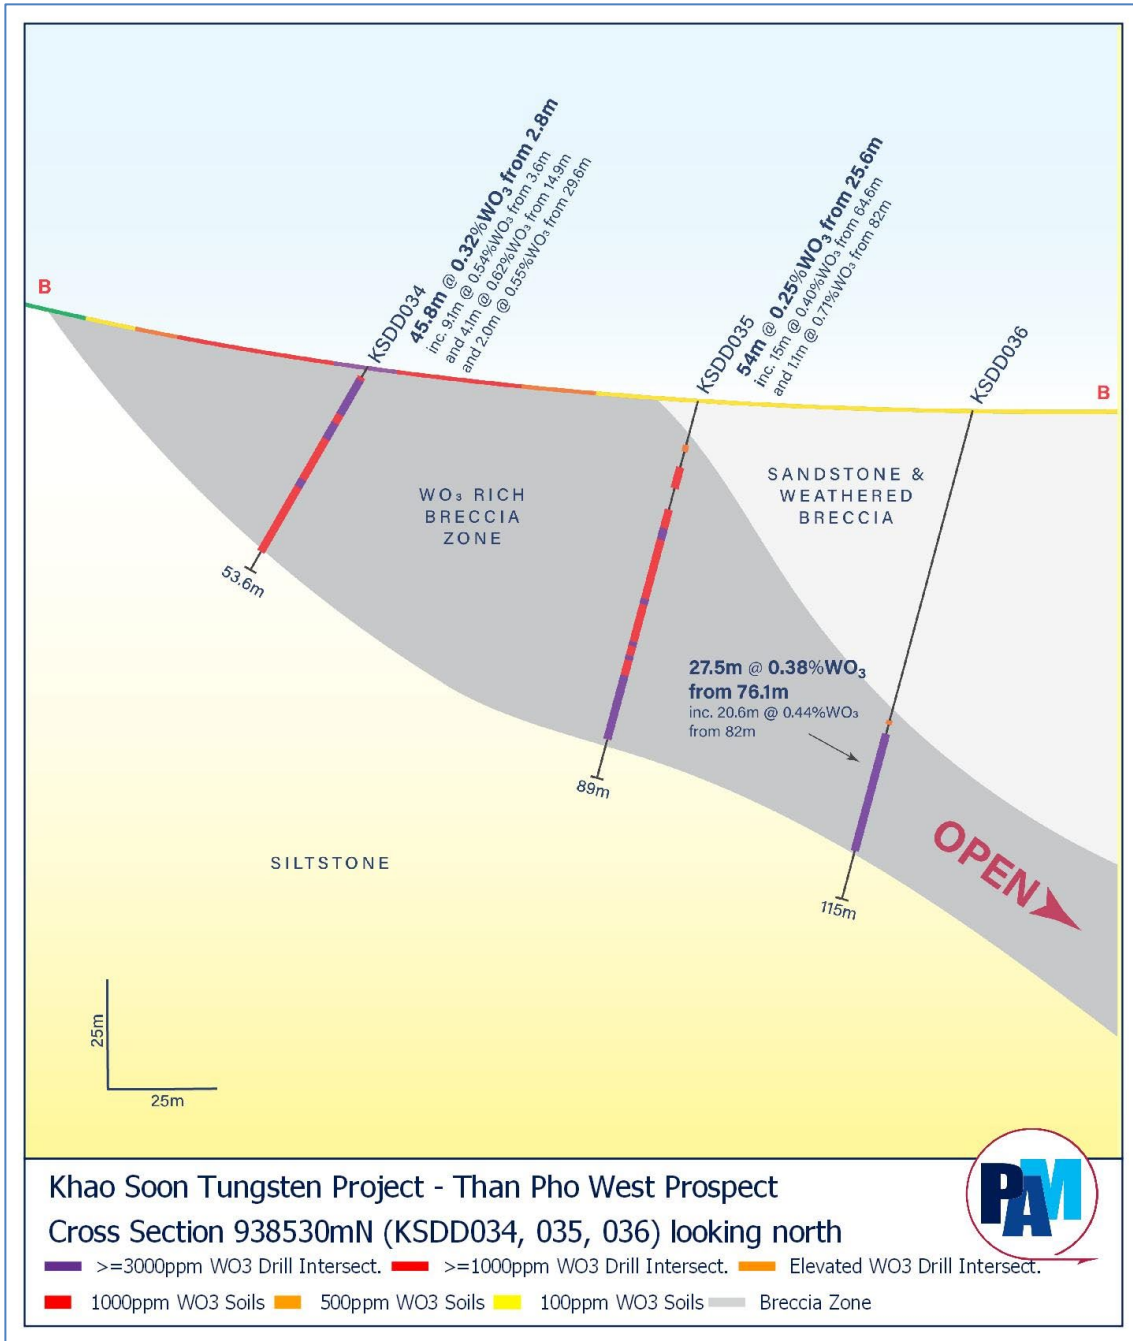 45.8m @ 0.32%WO₃ from 2.8m
inc. 9.1m @ 0.54%WO₃ from 3.6m
and 4.1m @ 0.62%WO₃ from 14.9m
and 2.0m @ 0.55%WO₃ from 29.6m
54m @ 0.25%WO₃ from 25.6m
inc. 15m @ 0.40%WO₃ from 64.6m
and 1.1m @ 0.71%WO₃ from 82m
B
KSDD034
KSDD035
KSDD036
B
WO₃ RICH
BRECCIA
ZONE
SANDSTONE &
WEATHERED
BRECCIA
53.6m
27.5m @ 0.38%WO₃
from 76.1m
inc. 20.6m @ 0.44%WO₃
from 82m
89m
OPEN
SILTSTONE
115m
25m
25m
Khao Soon Tungsten Project - Than Pho West Prospect
Cross Section 938530mN (KSDD034, 035, 036) looking north
PAM
>=3000ppm WO3 Drill Intersect. >=1000ppm WO3 Drill Intersect. Elevated WO3 Drill Intersect.
1000ppm WO3 Soils 500ppm WO3 Soils 100ppm WO3 Soils Breccia Zone